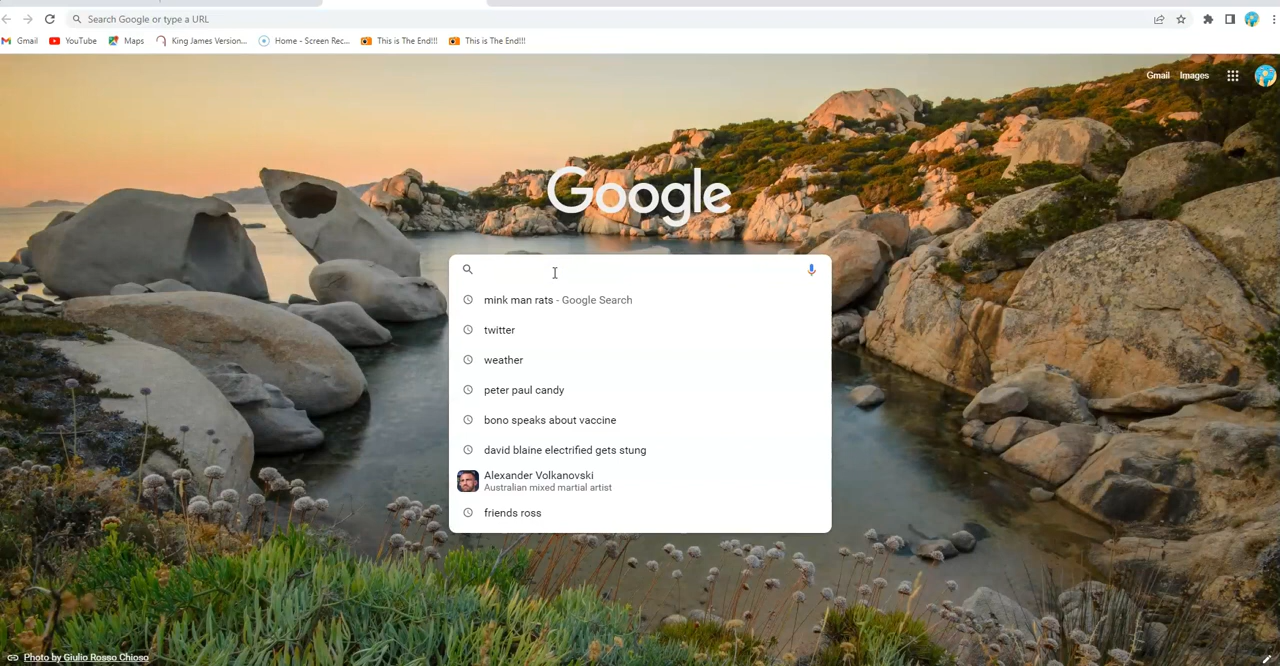 Search Google or type a URL
Gmail
YouTube
Maps
King James Version...
Home - Screen Rec...
This is The End!!!
This is The End!!!
Gmail
Images
Google
mink man rats - Google Search
twitter
weather
peter paul candy
bono speaks about vaccine
david blaine electrified gets stung
Alexander Volkanovski
Australian mixed martial artist
friends ross
Photo by Giulio Rosso Chioso